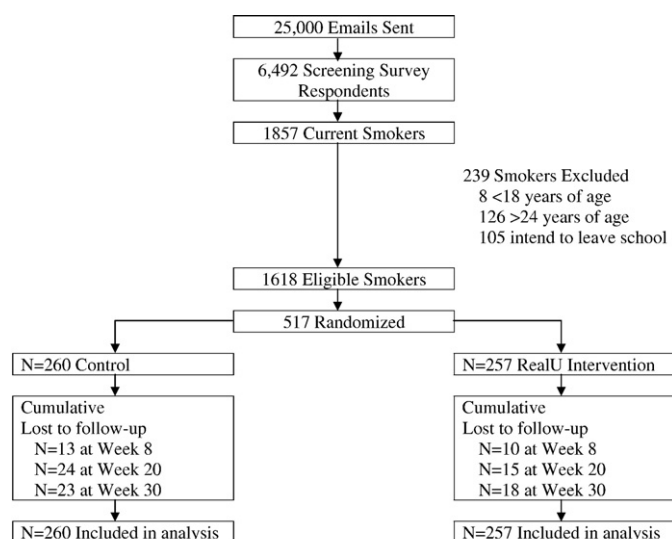 25,000 Emails Sent
6,492 Screening Survey
Respondents
1857 Current Smokers
239 Smokers Excluded
8 <18 years of age
126 >24 years of age
105 intend to leave school
1618 Eligible Smokers
517 Randomized
N=260 Control
Cumulative
Lost to follow-up
N=13 at Week 8
N=24 at Week 20
N=23 at Week 30
N=260 Included in analysis
N=257 RealU Intervention
Cumulative
Lost to follow-up
N=10 at Week 8
N=15 at Week 20
N=18 at Week 30
N=257 Included in analysis